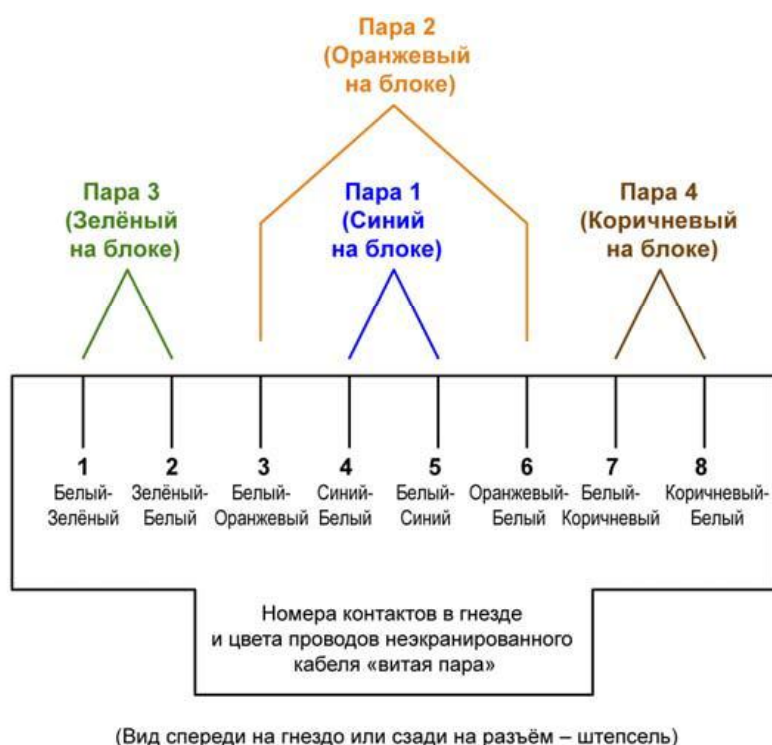 Пара 2
(Оранжевый
на блоке)
Пара 3
(Зелёный
на блоке)
Пара 1
(Синий
на блоке)
Пара 4
(Коричневый
на блоке)
1 2 3 4 5 6 7 8
Белый- Зелёный- Белый- Синий- Белый- Оранжевый- Белый- Коричневый-
Зелёный Белый Оранжевый Белый Синий Белый Коричневый Белый
Номера контактов в гнезде
и цвета проводов неэкранированного
кабеля «витая пара»
(Вид спереди на гнездо или сзади на разъём – штепсель)